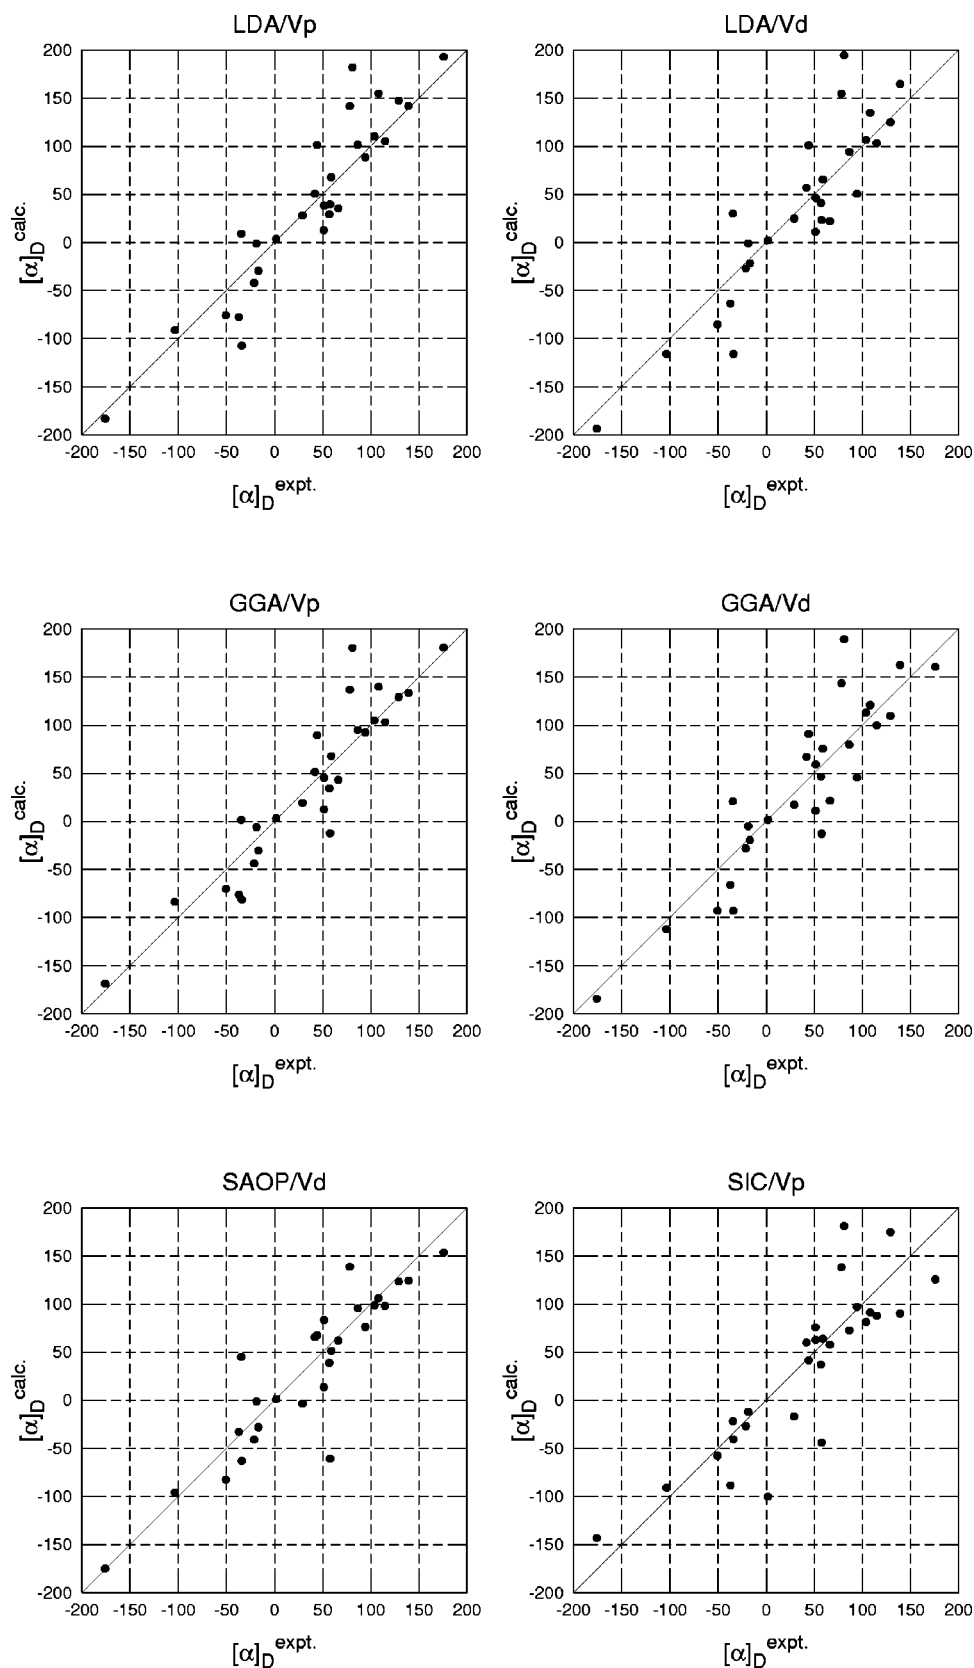 LDA/Vp LDA/Vd
200 200
150 150
100 100
50 50
[α]D calc. 0 [α]D calc. 0
-50 -50
-100 -100
-150 -150
-200 -200
-200 -150 -100 -50 0 50 100 150 200 -200 -150 -100 -50 0 50 100 150 200
[α]D expt. [α]D expt.
GGA/Vp GGA/Vd
200 200
150 150
100 100
50 50
[α]D calc. 0 [α]D calc. 0
-50 -50
-100 -100
-150 -150
-200 -200
-200 -150 -100 -50 0 50 100 150 200 -200 -150 -100 -50 0 50 100 150 200
[α]D expt. [α]D expt.
SAOP/Vd SIC/Vp
200 200
150 150
100 100
50 50
[α]D calc. 0 [α]D calc. 0
-50 -50
-100 -100
-150 -150
-200 -200
-200 -150 -100 -50 0 50 100 150 200 -200 -150 -100 -50 0 50 100 150 200
[α]D expt. [α]D expt.